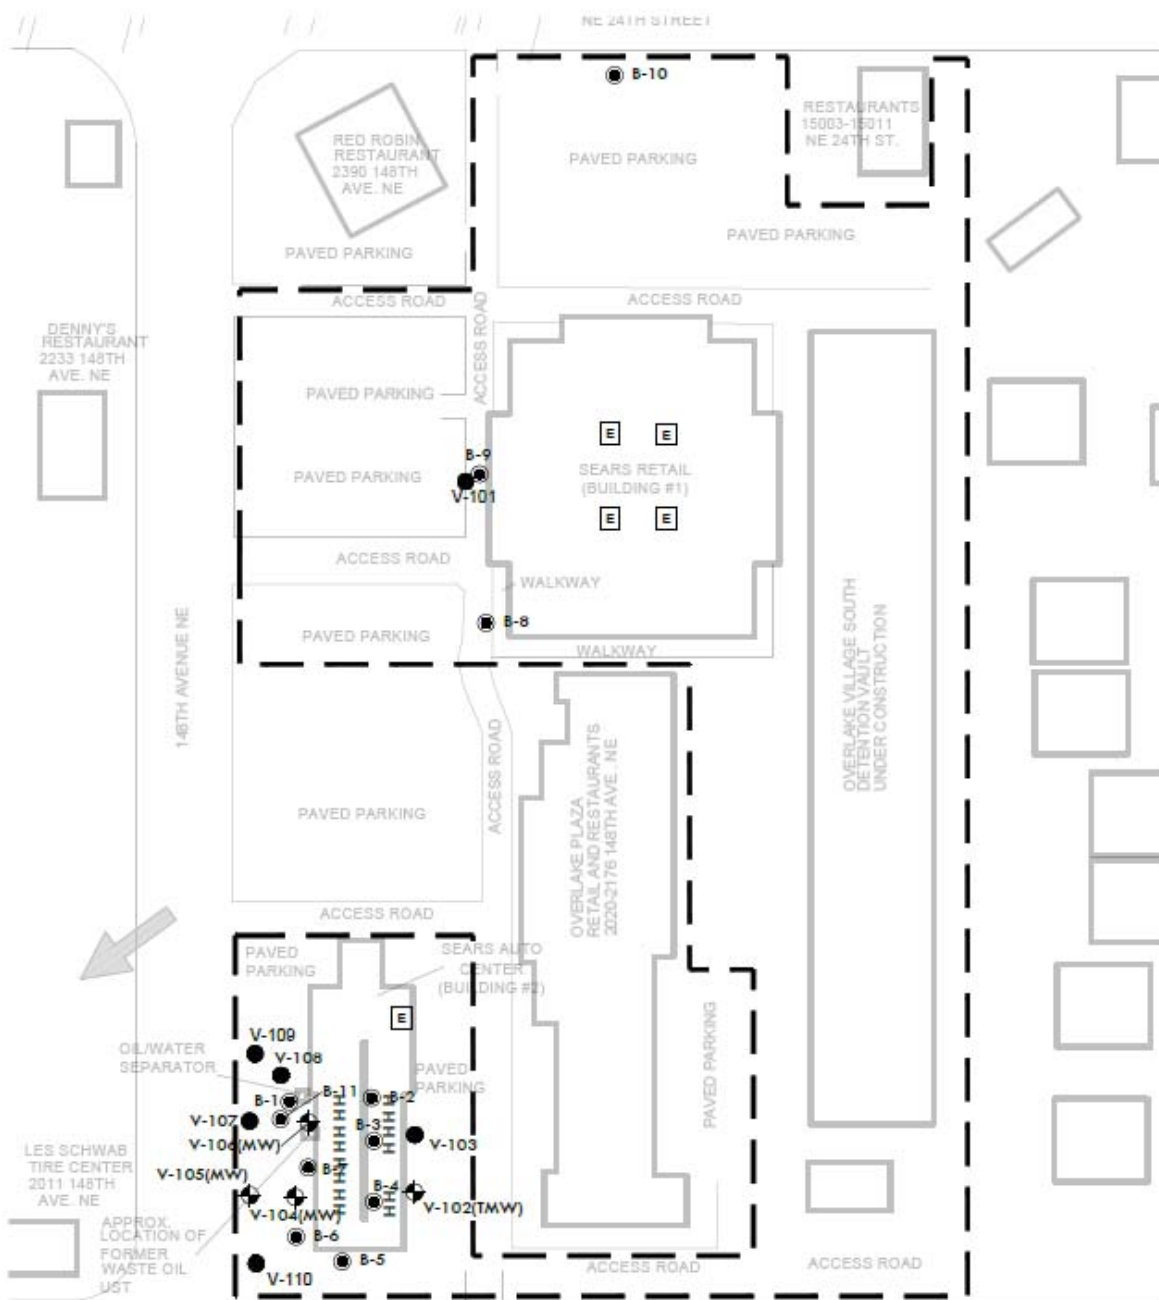 NE 24TH STREET
B-10
RESTAURANTS
15003-15011
NE 24TH ST.
RED ROBIN
RESTAURANT
2390 148TH
AVE. NE
PAVED PARKING
PAVED PARKING
PAVED PARKING
ACCESS ROAD
ACCESS ROAD
ACCESS ROAD
DENNY'S
RESTAURANT
2233 148TH
AVE. NE
PAVED PARKING
E
E
B-9
SEARS RETAIL
(BUILDING #1)
PAVED PARKING
V-101
E
E
ACCESS ROAD
WALKWAY
B-8
PAVED PARKING
WALKWAY
148TH AVENUE NE
OVERLAKE VILLAGE SOUTH
DETENTION VAULT
UNDER CONSTRUCTION
ACCESS ROAD
OVERLAKE PLAZA
RETAIL AND RESTAURANTS
2020-2176 148TH AVE. NE
PAVED PARKING
ACCESS ROAD
PAVED
PARKING
SEARS AUTO
CENTER
(BUILDING #2)
E
V-109
OIL/WATER
SEPARATOR
V-108
PAVED
PARKING
PAVED PARKING
B-1
B-11
B-2
V-107
B-3
V-103
V-106(MW)
LES SCHWAB
TIRE CENTER
2011 148TH
AVE. NE
V-105(MW)
B-7
B-4
V-104(MW)
V-102(TMW)
APPROX.
LOCATION OF
FORMER
WASTE OIL
UST
B-6
B-5
V-110
ACCESS ROAD
ACCESS ROAD